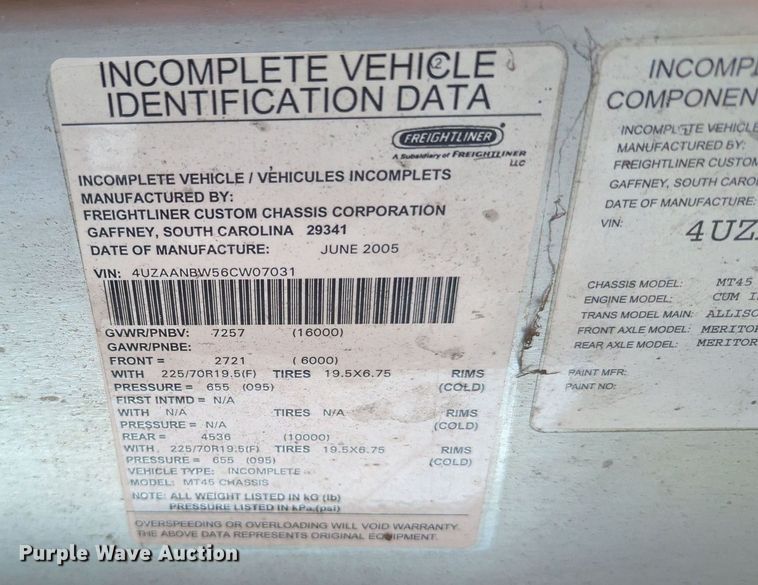 INCOMPLETE VEHICLE
IDENTIFICATION DATA
FREIGHTLINER
A Subsidiary of FREIGHTLINER
LLC
INCOMPLETE VEHICLE / VÉHICULES INCOMPLETS
MANUFACTURED BY:
FREIGHTLINER CUSTOM CHASSIS CORPORATION
GAFFNEY, SOUTH CAROLINA 29341
DATE OF MANUFACTURE: JUNE 2005
VIN: 4UZAANBW56CW07031
GVWR/PNBV: 7257 (16000)
GAWR/PNBE:
FRONT = 2721 (6000)
WITH 225/70R19.5(F) TIRES 19.5X6.75 RIMS
PRESSURE = 655 (095) (COLD)
FIRST INTMD = N/A
WITH N/A TIRES N/A RIMS
PRESSURE = N/A (COLD)
REAR = 4536 (10000)
WITH 225/70R19.5(F) TIRES 19.5X6.75 RIMS
PRESSURE = 655 (095) (COLD)
VEHICLE TYPE: INCOMPLETE
MODEL: MT45 CHASSIS
NOTE: ALL WEIGHT LISTED IN KG (lb)
PRESSURE LISTED IN kPa,(psi)
OVERSPEEDING OR OVERLOADING WILL VOID WARRANTY.
THE ABOVE DATA REPRESENTS ORIGINAL EQUIPMENT.
INCOMPL
COMPONEN
INCOMPLETE VEHICLE
MANUFACTURED BY:
FREIGHTLINER CUSTOM
GAFFNEY, SOUTH CARO
DATE OF MANUFACTURE:
VIN: 4UZ
CHASSIS MODEL: MT45
ENGINE MODEL: CUM I
TRANS MODEL MAIN: ALLISO
FRONT AXLE MODEL: MERITOR
REAR AXLE MODEL: MERITOR
PAINT MFR:
PAINT NO:
Purple Wave Auction